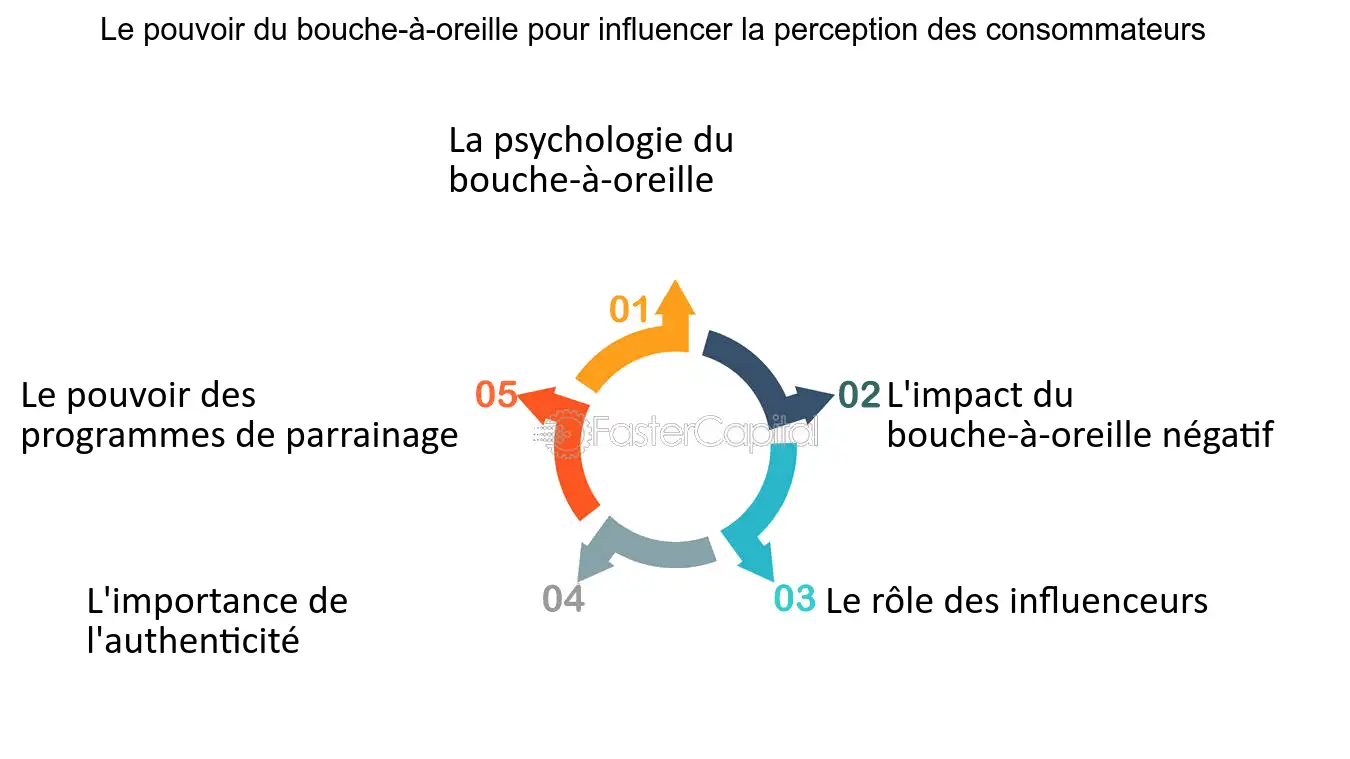 Le pouvoir du bouche-à-oreille pour influencer la perception des consommateurs
La psychologie du
bouche-à-oreille
01
02
L'impact du
bouche-à-oreille négatif
03
Le rôle des influenceurs
04
L'importance de
l'authenticité
05
Le pouvoir des
programmes de parrainage
FasterCapital